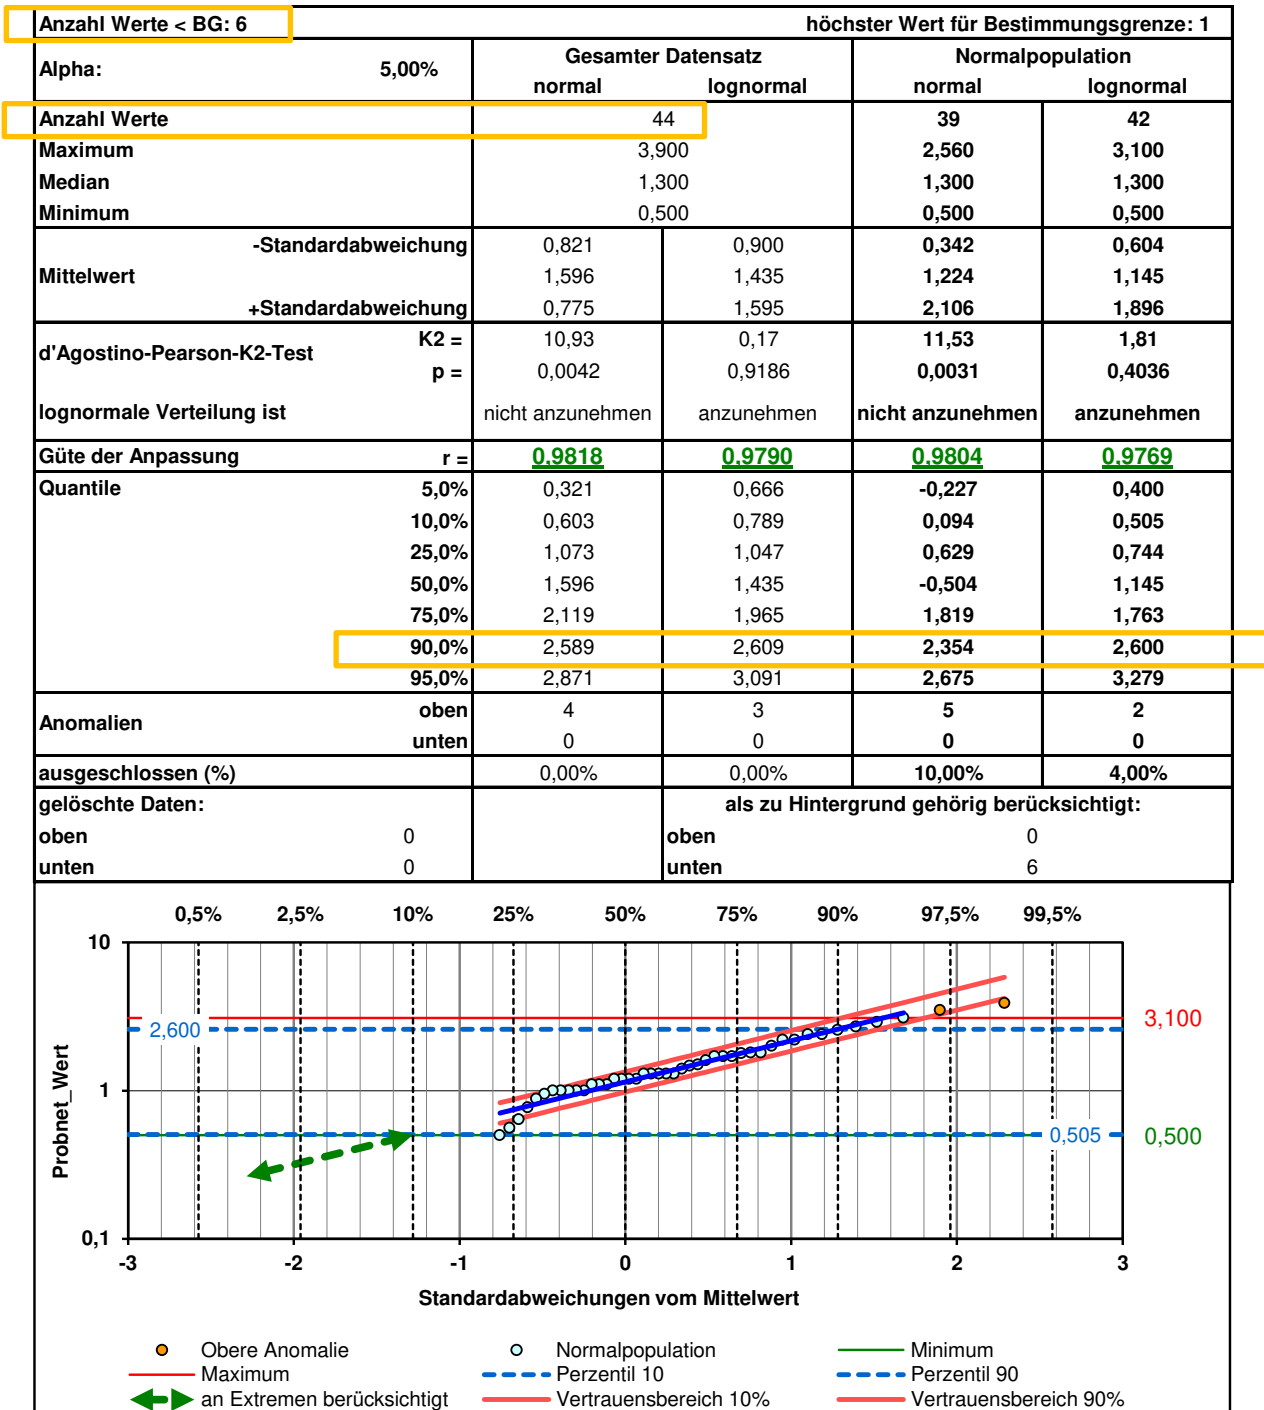 Anzahl Werte < BG: 6 höchster Wert für Bestimmungsgrenze: 1
Alpha: 5,00% Gesamter Datensatz Normalpopulation
normal lognormal normal lognormal
Anzahl Werte 44 39 42
Maximum 3,900 2,560 3,100
Median 1,300 1,300 1,300
Minimum 0,500 0,500 0,500
-Standardabweichung 0,821 0,900 0,342 0,604
Mittelwert 1,596 1,435 1,224 1,145
+Standardabweichung 0,775 1,595 2,106 1,896
d'Agostino-Pearson-K2-Test K2 = 10,93 0,17 11,53 1,81
p = 0,0042 0,9186 0,0031 0,4036
lognormale Verteilung ist nicht anzunehmen anzunehmen nicht anzunehmen anzunehmen
Güte der Anpassung r = 0,9818 0,9790 0,9804 0,9769
Quantile 5,0% 0,321 0,666 -0,227 0,400
10,0% 0,603 0,789 0,094 0,505
25,0% 1,073 1,047 0,629 0,744
50,0% 1,596 1,435 -0,504 1,145
75,0% 2,119 1,965 1,819 1,763
90,0% 2,589 2,609 2,354 2,600
95,0% 2,871 3,091 2,675 3,279
Anomalien oben 4 3 5 2
unten 0 0 0 0
ausgeschlossen (%) 0,00% 0,00% 10,00% 4,00%
gelöschte Daten: als zu Hintergrund gehörig berücksichtigt:
oben 0 oben 0
unten 0 unten 6
0,5% 2,5% 10% 25% 50% 75% 90% 97,5% 99,5%
10
3,100
2,600
Probnet_Wert
1
0,505 0,500
0,1
-3 -2 -1 0 1 2 3
Standardabweichungen vom Mittelwert
Obere Anomalie Normalpopulation Minimum
Maximum Perzentil 10 Perzentil 90
an Extremen berücksichtigt Vertrauensbereich 10% Vertrauensbereich 90%